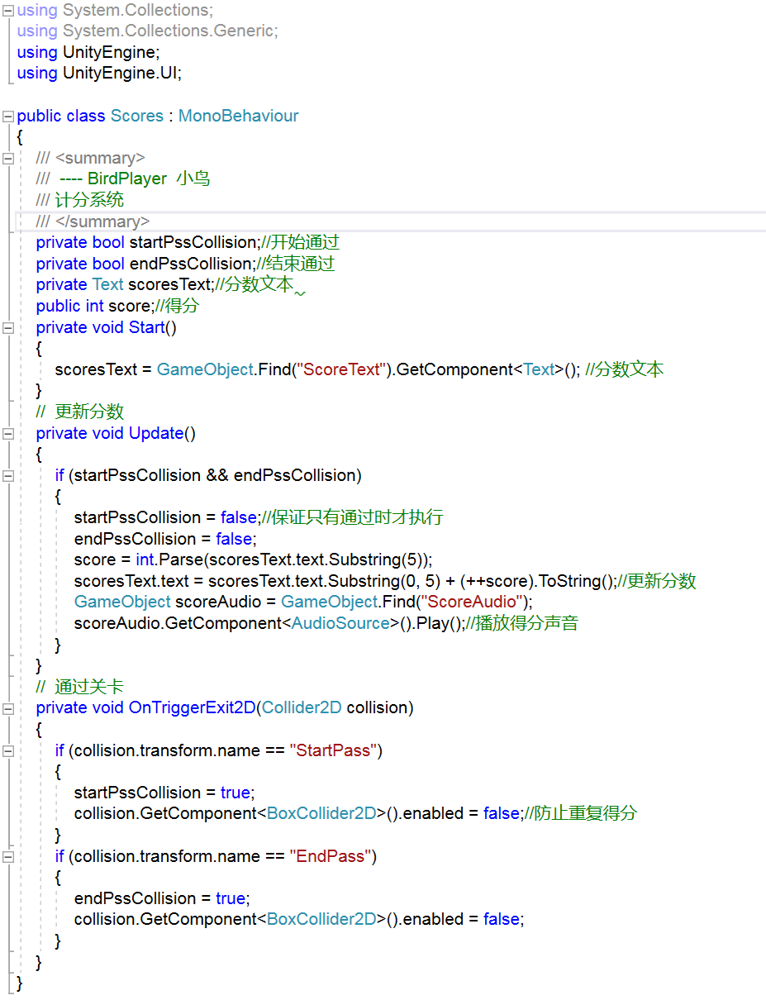 using System.Collections;
using System.Collections.Generic;
using UnityEngine;
using UnityEngine.UI;
public class Scores : MonoBehaviour
{
/// <summary>
///  ---- BirdPlayer  小鸟
/// 计分系统
/// </summary>
private bool startPssCollision;//开始通过
private bool endPssCollision;//结束通过
private Text scoresText;//分数文本
public int score;//得分
private void Start()
{
scoresText = GameObject.Find("ScoreText").GetComponent<Text>(); //分数文本
}
//  更新分数
private void Update()
{
if (startPssCollision && endPssCollision)
{
startPssCollision = false;//保证只有通过时才执行
endPssCollision = false;
score = int.Parse(scoresText.text.Substring(5));
scoresText.text = scoresText.text.Substring(0, 5) + (++score).ToString();//更新分数
GameObject scoreAudio = GameObject.Find("ScoreAudio");
scoreAudio.GetComponent<AudioSource>().Play();//播放得分声音
}
}
//  通过关卡
private void OnTriggerExit2D(Collider2D collision)
{
if (collision.transform.name == "StartPass")
{
startPssCollision = true;
collision.GetComponent<BoxCollider2D>().enabled = false;//防止重复得分
}
if (collision.transform.name == "EndPass")
{
endPssCollision = true;
collision.GetComponent<BoxCollider2D>().enabled = false;
}
}
}